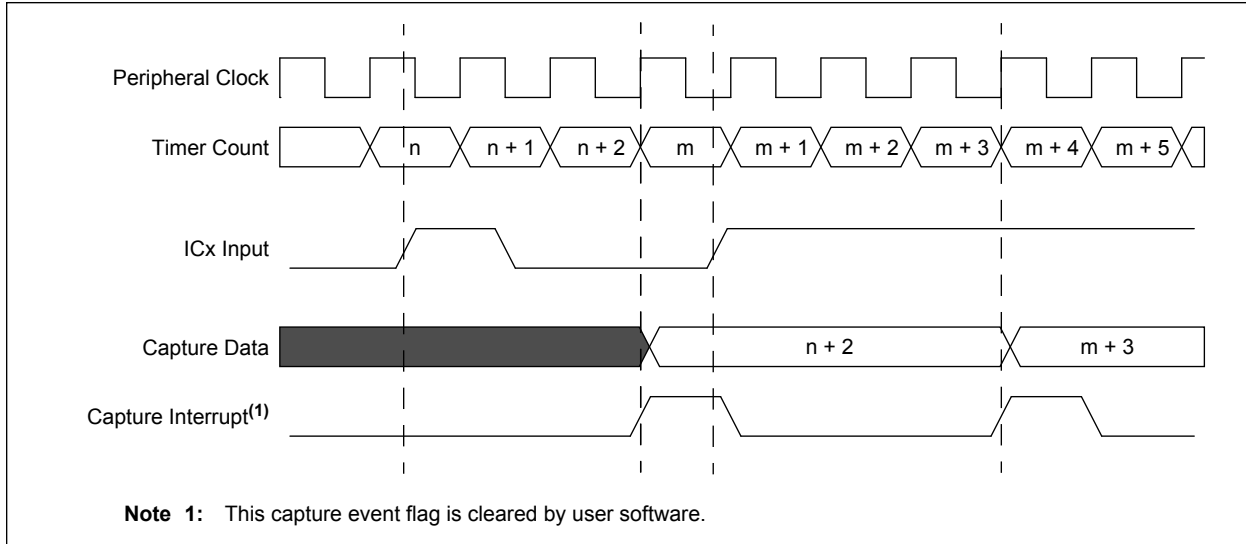 Peripheral Clock
Timer Count
n
n + 1
n + 2
m
m + 1
m + 2
m + 3
m + 4
m + 5
ICx Input
Capture Data
n + 2
m + 3
Capture Interrupt(1)
Note 1: This capture event flag is cleared by user software.